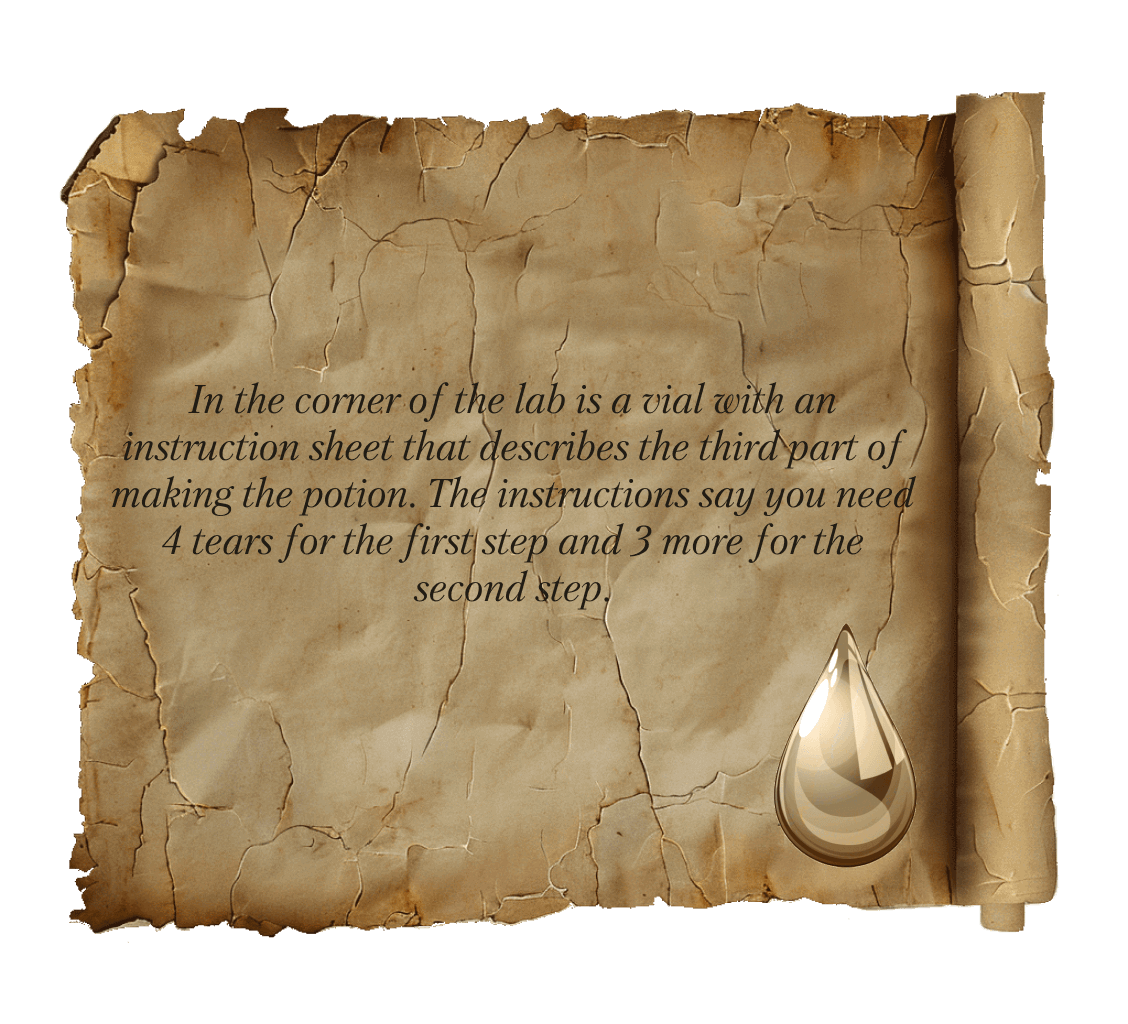 In the corner of the lab is a vial with an
instruction sheet that describes the third part of
making the potion. The instructions say you need
4 tears for the first step and 3 more for the
second step.